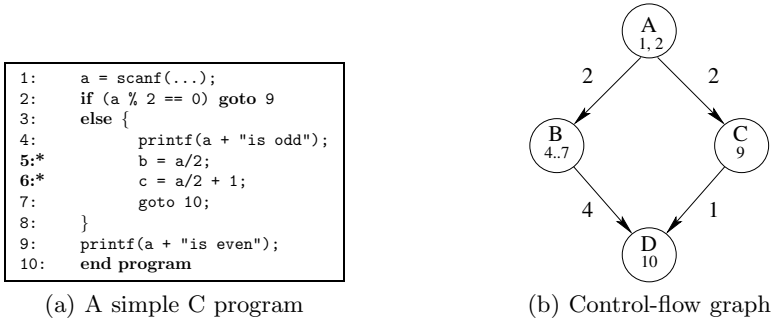 1: a = scanf(...);
2: if (a % 2 == 0) goto 9
3: else {
4: printf(a + "is odd");
5:* b = a/2;
6:* c = a/2 + 1;
7: goto 10;
8: }
9: printf(a + "is even");
10: end program
(a) A simple C program
A
1, 2
2
2
B
4..7
C
9
4
1
D
10
(b) Control-flow graph